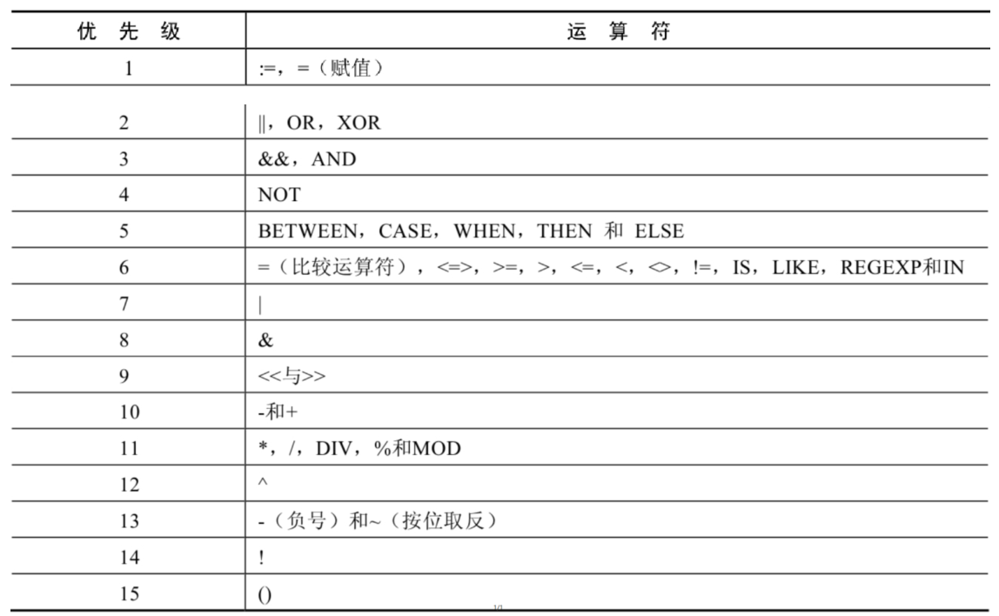 优 先 级 运 算 符
1 :=，=（赋值）
2 ||，OR，XOR
3 &&，AND
4 NOT
5 BETWEEN，CASE，WHEN，THEN 和 ELSE
6 =（比较运算符），<=>，>=，>，<=，<，<>，!=，IS，LIKE，REGEXP和IN
7 |
8 &
9 <<与>>
10 -和+
11 *，/，DIV，%和MOD
12 ^
13 -（负号）和~（按位取反）
14 !
15 ()
1/1